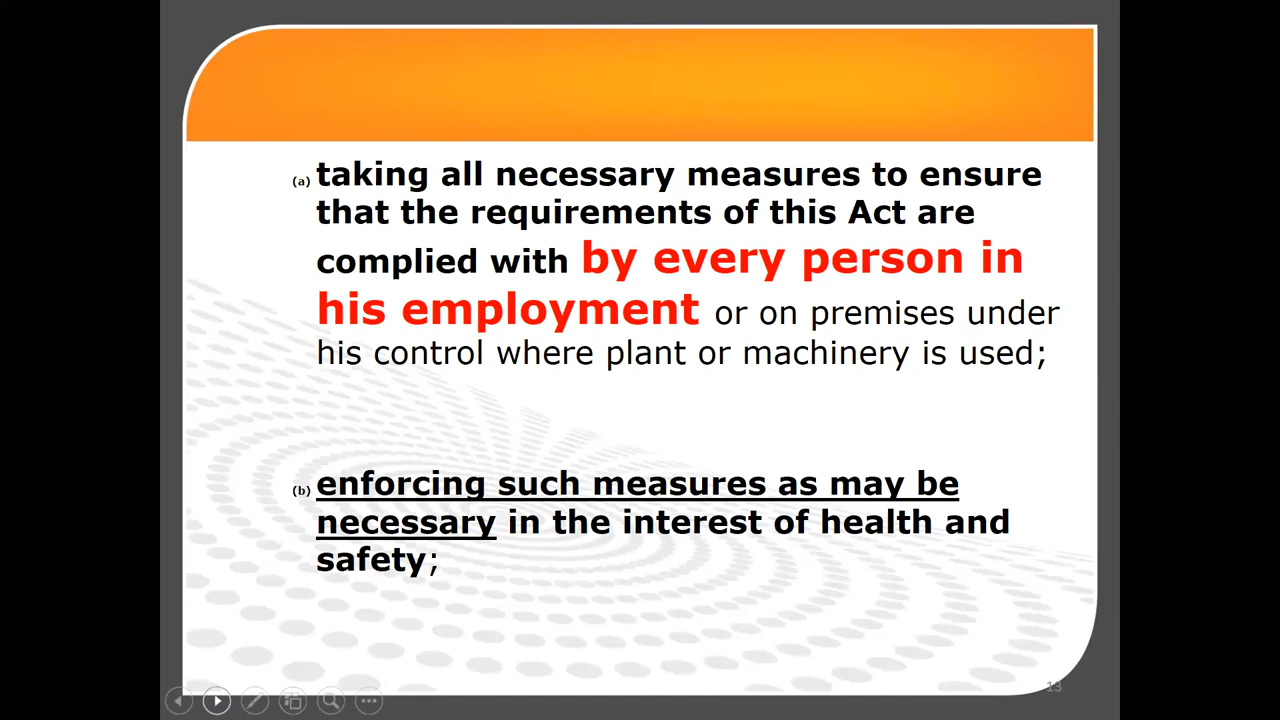 (a) taking all necessary measures to ensure
that the requirements of this Act are
complied with by every person in
his employment or on premises under
his control where plant or machinery is used;
(b) enforcing such measures as may be
necessary in the interest of health and
safety;
13